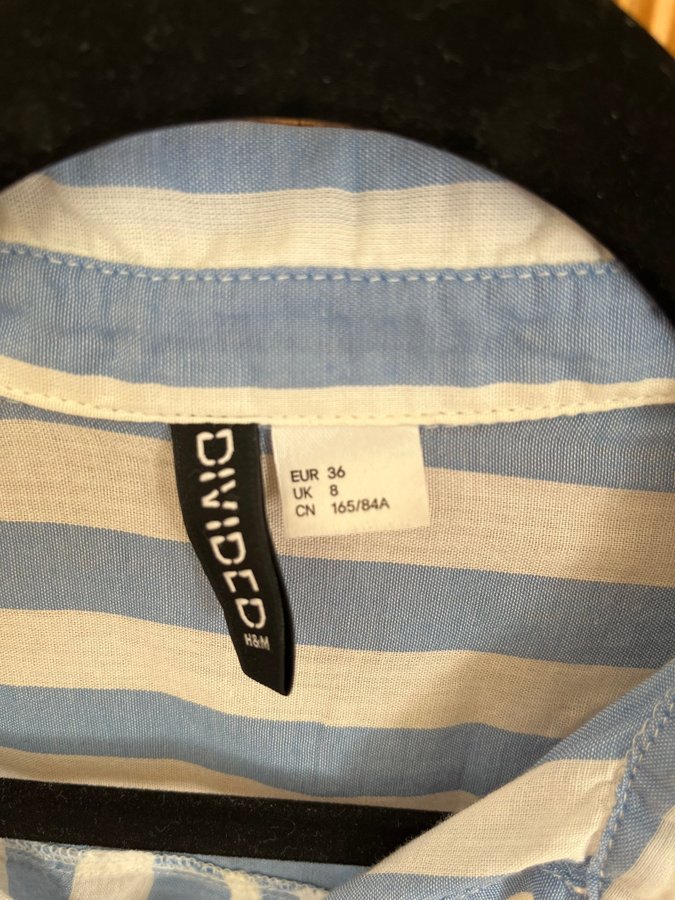 DIVIDED
H&M
EUR 36
UK 8
CN 165/84A